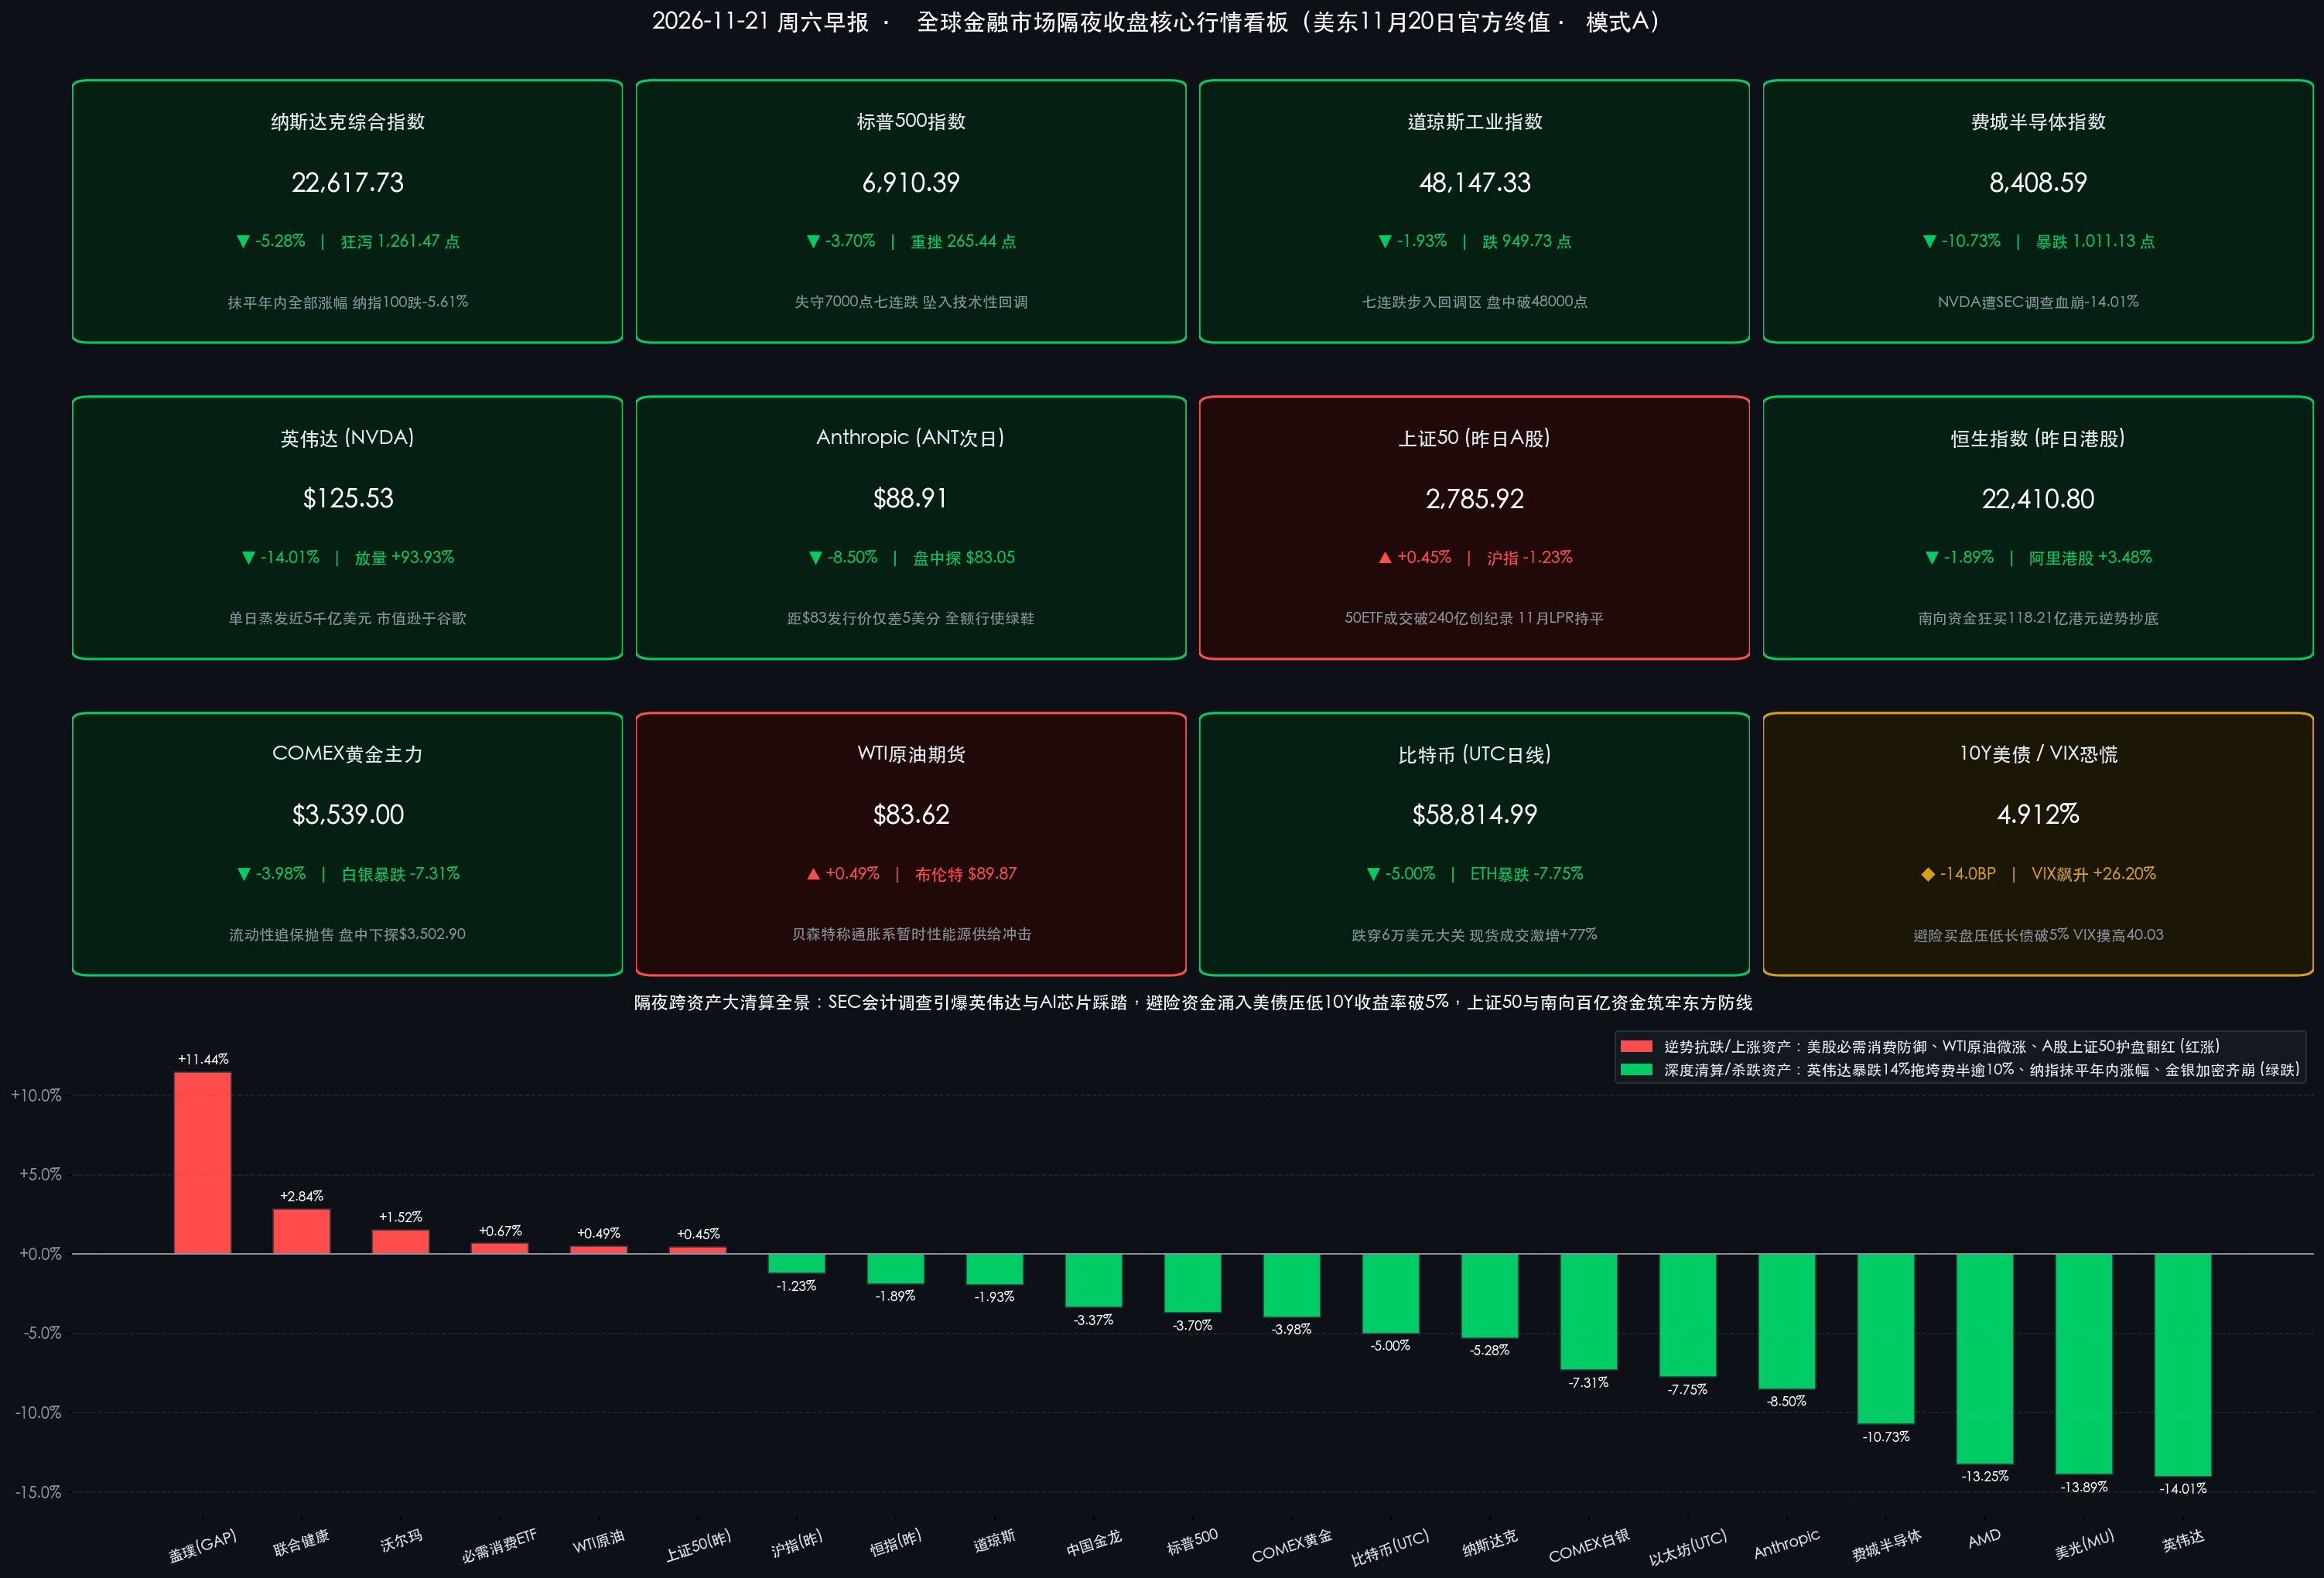 2026-11-21 周六早报 · 全球金融市场隔夜收盘核心行情看板（美东11月20日官方终值 · 模式A）
纳斯达克综合指数
22,617.73
▼ -5.28% | 狂泻 1,261.47 点
抹平年内全部涨幅 纳指100跌-5.61%
标普500指数
6,910.39
▼ -3.70% | 重挫 265.44 点
失守7000点七连跌 坠入技术性回调
道琼斯工业指数
48,147.33
▼ -1.93% | 跌 949.73 点
七连跌步入回调区 盘中破48000点
费城半导体指数
8,408.59
▼ -10.73% | 暴跌 1,011.13 点
NVDA遭SEC调查血崩-14.01%
英伟达 (NVDA)
$125.53
▼ -14.01% | 放量 +93.93%
单日蒸发近5千亿美元 市值逊于谷歌
Anthropic (ANT次日)
$88.91
▼ -8.50% | 盘中探 $83.05
距$83发行价仅差5美分 全额行使绿鞋
上证50 (昨日A股)
2,785.92
▲ +0.45% | 沪指 -1.23%
50ETF成交破240亿创纪录 11月LPR持平
恒生指数 (昨日港股)
22,410.80
▼ -1.89% | 阿里港股 +3.48%
南向资金狂买118.21亿港元逆势抄底
COMEX黄金主力
$3,539.00
▼ -3.98% | 白银暴跌 -7.31%
流动性追保抛售 盘中下探$3,502.90
WTI原油期货
$83.62
▲ +0.49% | 布伦特 $89.87
贝森特称通胀系暂时性能源供给冲击
比特币 (UTC日线)
$58,814.99
▼ -5.00% | ETH暴跌 -7.75%
跌穿6万美元大关 现货成交激增+77%
10Y美债 / VIX恐慌
4.912%
◆ -14.0BP | VIX飙升 +26.20%
避险买盘压低长债破5% VIX摸高40.03
隔夜跨资产大清算全景：SEC会计调查引爆英伟达与AI芯片踩踏，避险资金涌入美债压低10Y收益率破5%，上证50与南向百亿资金筑牢东方防线
逆势抗跌/上涨资产：美股必需消费防御、WTI原油微涨、A股上证50护盘翻红 (红涨)
深度清算/杀跌资产：英伟达暴跌14%拖垮费半逾10%、纳指抹平年内涨幅、金银加密齐崩 (绿跌)
+10.0%
+5.0%
+0.0%
-5.0%
-10.0%
-15.0%
+11.44%
+2.84%
+1.52%
+0.67%
+0.49%
+0.45%
-1.23%
-1.89%
-1.93%
-3.37%
-3.70%
-3.98%
-5.00%
-5.28%
-7.31%
-7.75%
-8.50%
-10.73%
-13.25%
-13.89%
-14.01%
盖璞(GAP)
联合健康
沃尔玛
必需消费ETF
WTI原油
上证50(昨)
沪指(昨)
恒指(昨)
道琼斯
中国金龙
标普500
COMEX黄金
比特币(UTC)
纳斯达克
COMEX白银
以太坊(UTC)
Anthropic
费城半导体
AMD
美光(MU)
英伟达